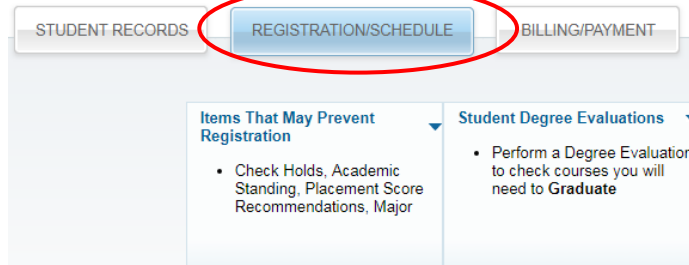 STUDENT RECORDS
REGISTRATION/SCHEDULE
BILLING/PAYMENT
Items That May Prevent
Registration
• Check Holds, Academic
Standing, Placement Score
Recommendations, Major
Student Degree Evaluations
• Perform a Degree Evaluation
to check courses you will
need to Graduate